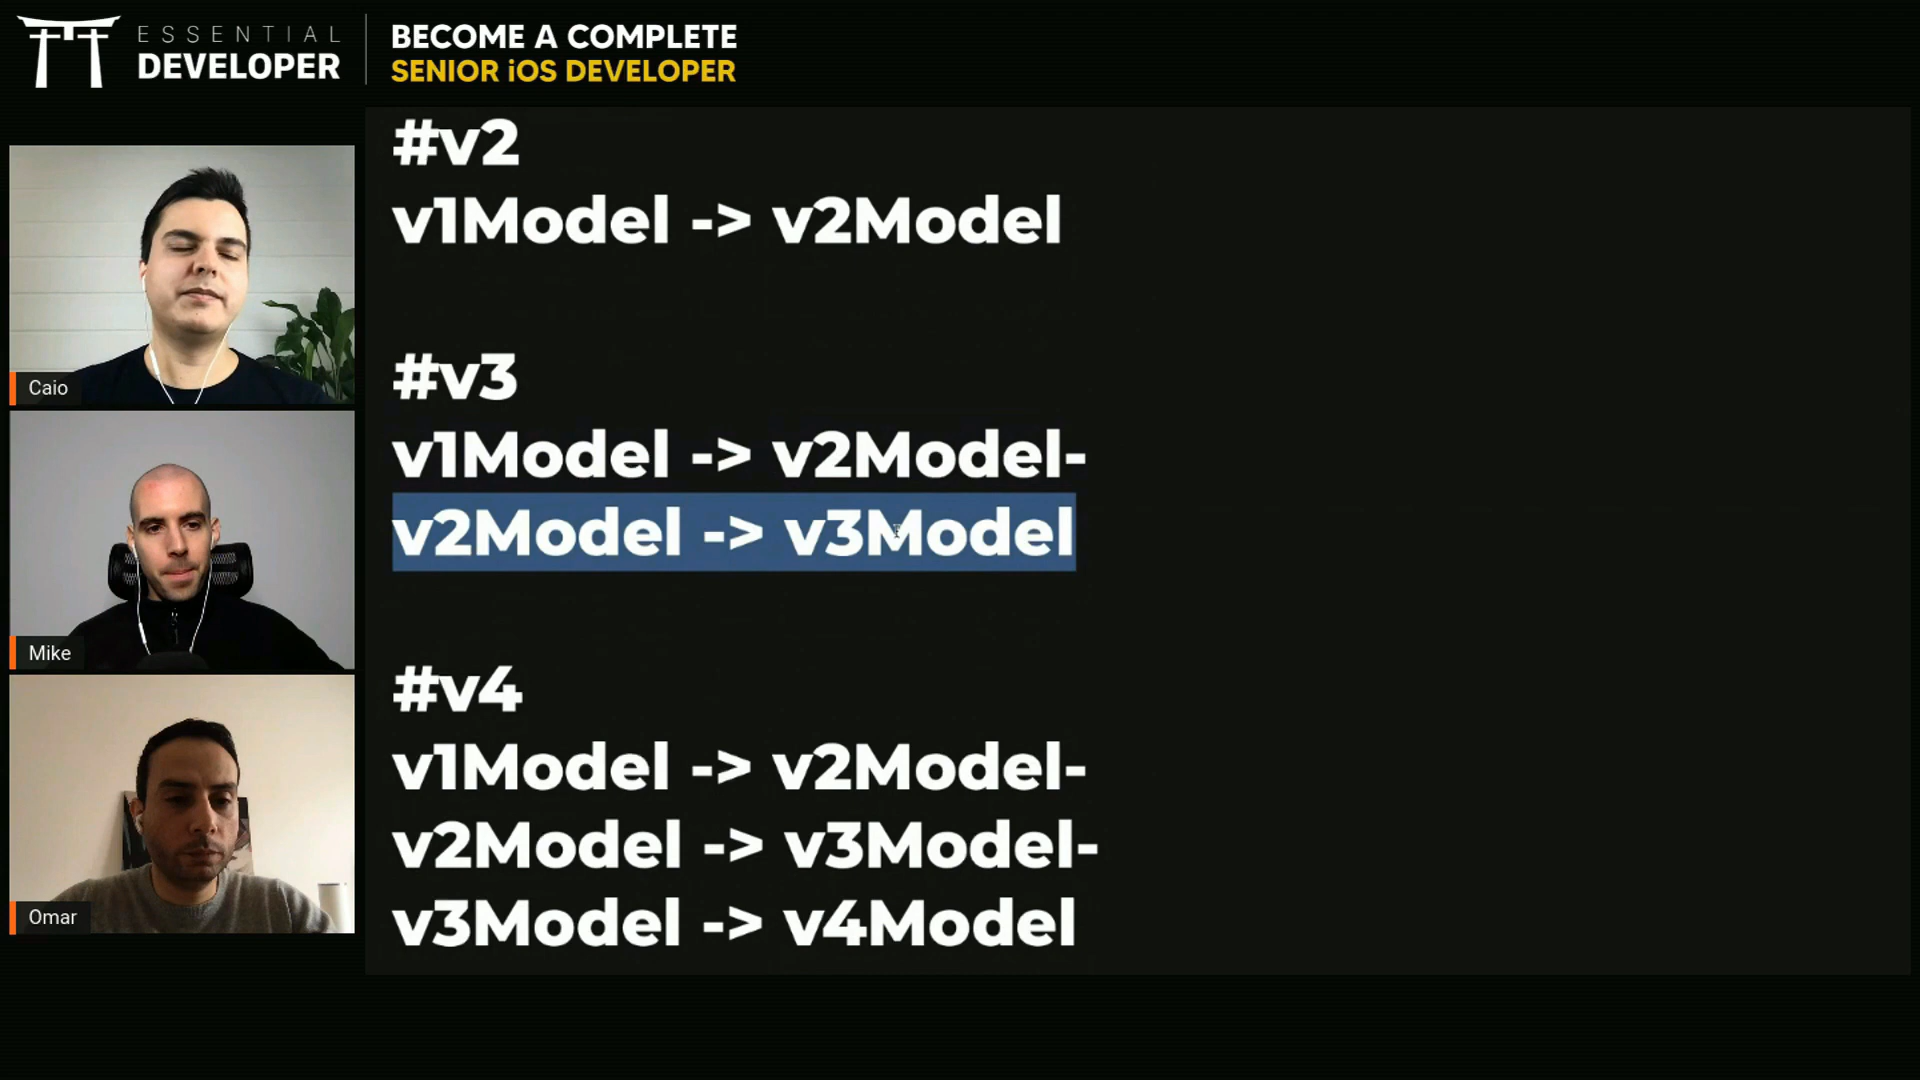 ESSENTIAL
DEVELOPER
BECOME A COMPLETE
SENIOR iOS DEVELOPER
Caio
Mike
Omar
#v2
v1Model -> v2Model
#v3
v1Model -> v2Model-
v2Model -> v3Model
#v4
v1Model -> v2Model-
v2Model -> v3Model-
v3Model -> v4Model